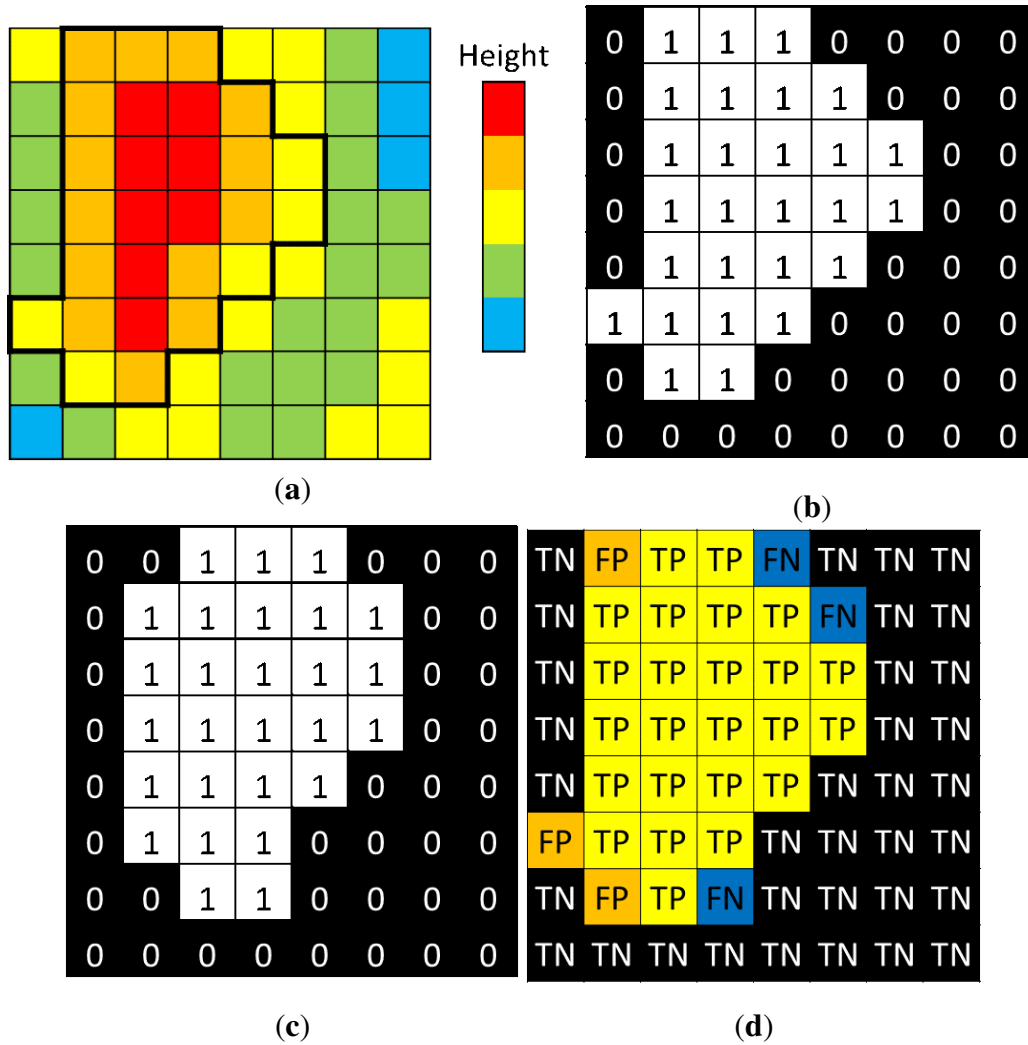 Height
0 1 1 1 0 0 0 0
0 1 1 1 1 0 0 0
0 1 1 1 1 1 0 0
0 1 1 1 1 1 0 0
0 1 1 1 1 0 0 0
1 1 1 1 0 0 0 0
0 1 1 0 0 0 0 0
0 0 0 0 0 0 0 0
(a)
(b)
0 0 1 1 1 0 0 0
0 1 1 1 1 1 0 0
0 1 1 1 1 1 0 0
0 1 1 1 1 1 0 0
0 1 1 1 1 0 0 0
0 1 1 1 0 0 0 0
0 0 1 1 0 0 0 0
0 0 0 0 0 0 0 0
TN FP TP TP FN TN TN TN
TN TP TP TP TP FN TN TN
TN TP TP TP TP TP TN TN
TN TP TP TP TP TP TN TN
TN TP TP TP TP TN TN TN
FP TP TP TP TN TN TN TN
TN FP TP FN TN TN TN TN
TN TN TN TN TN TN TN TN
(c)
(d)